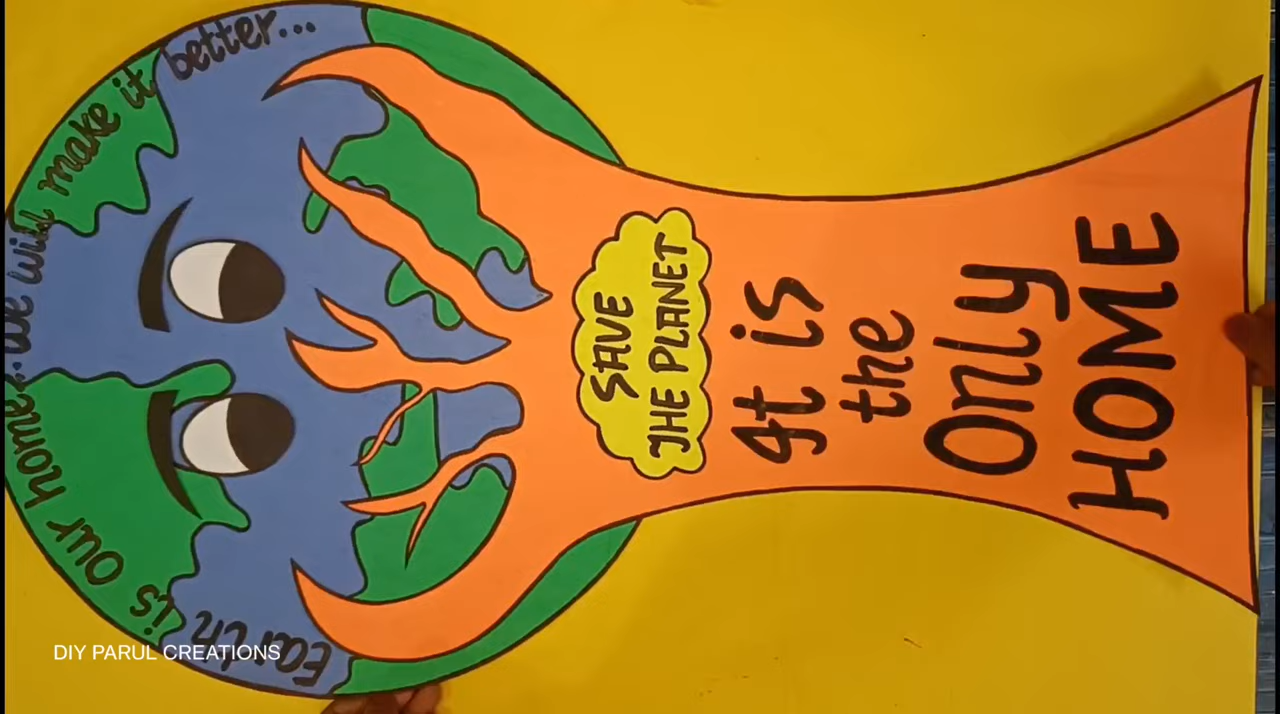 Earth is our home...we will make it better...
SAVE
THE PLANET
It is
the
Only
HOME
DIY PARUL CREATIONS